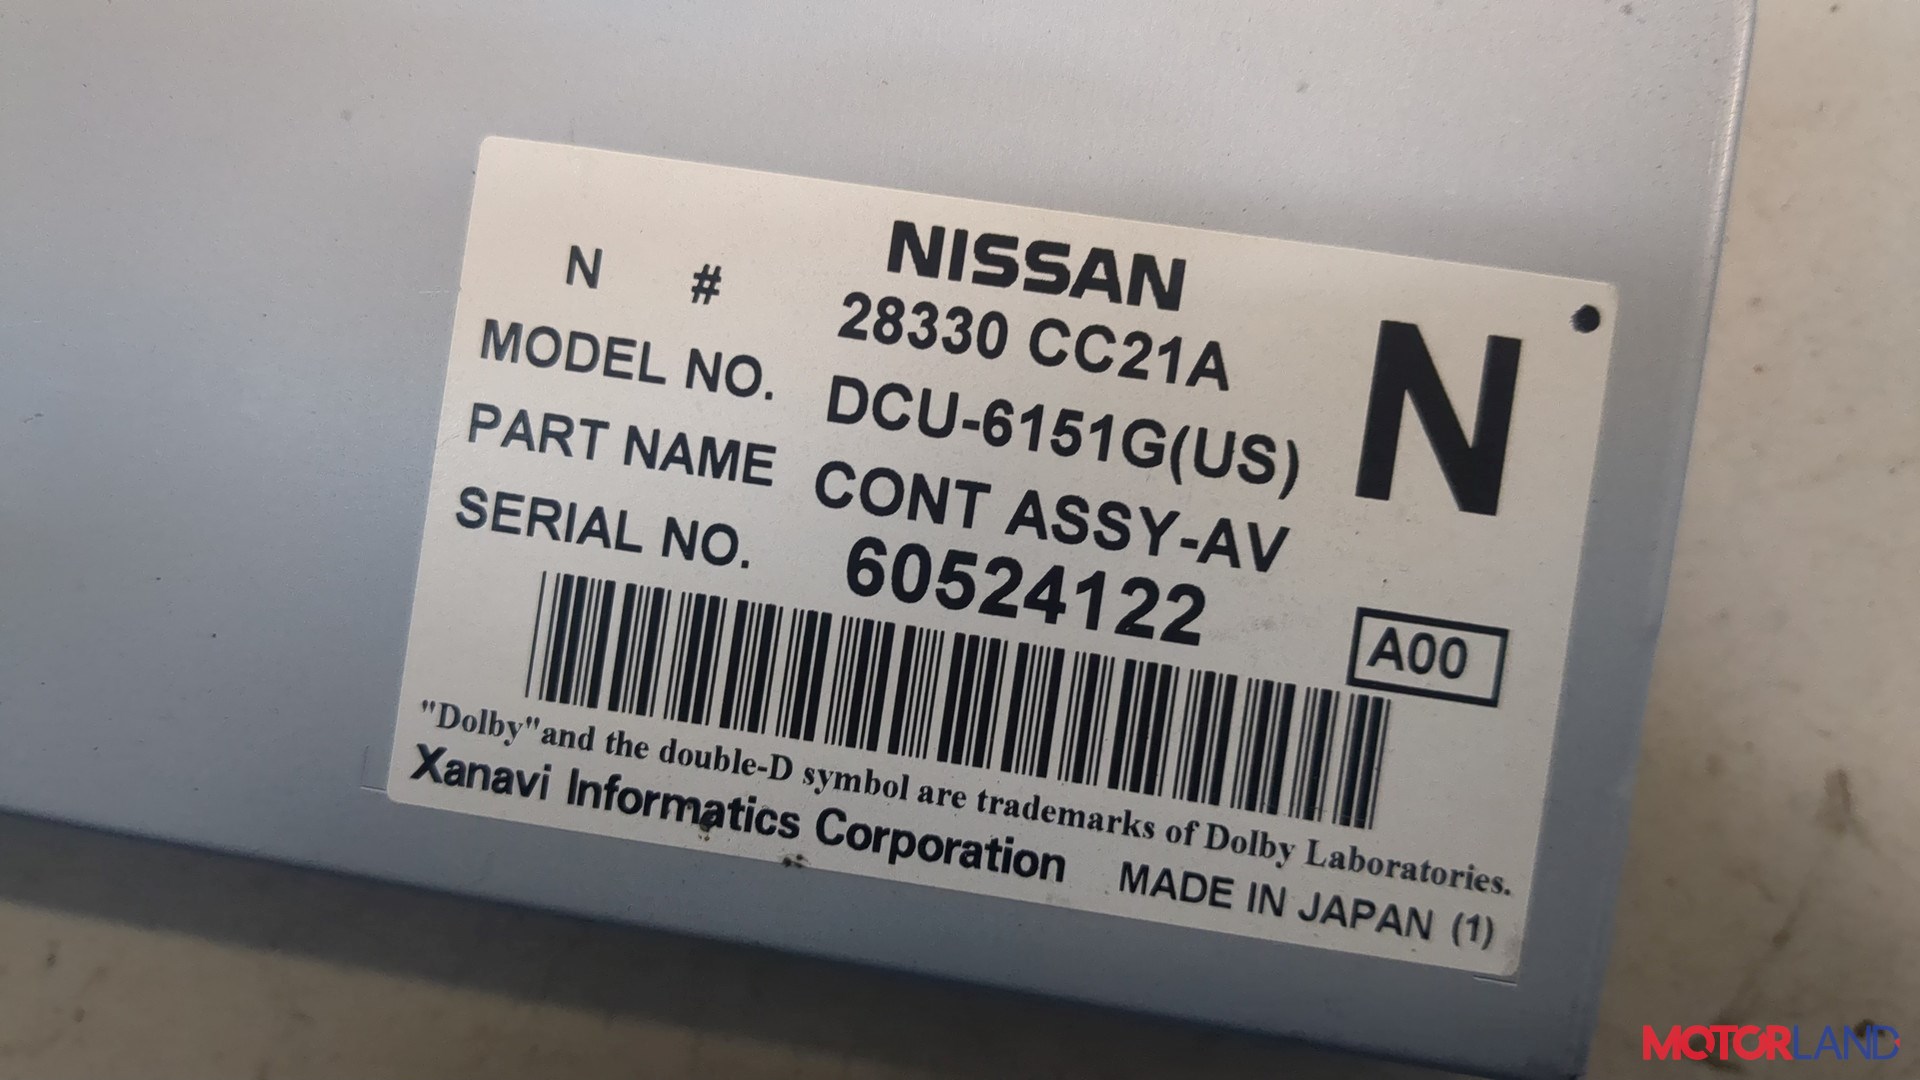 NISSAN
N # 28330 CC21A
MODEL NO. DCU-6151G(US)
PART NAME CONT ASSY-AV
SERIAL NO. 60524122
N
A00
"Dolby"and the double-D symbol are trademarks of Dolby Laboratories.
Xanavi Informatics Corporation MADE IN JAPAN (1)
MOTORLAND